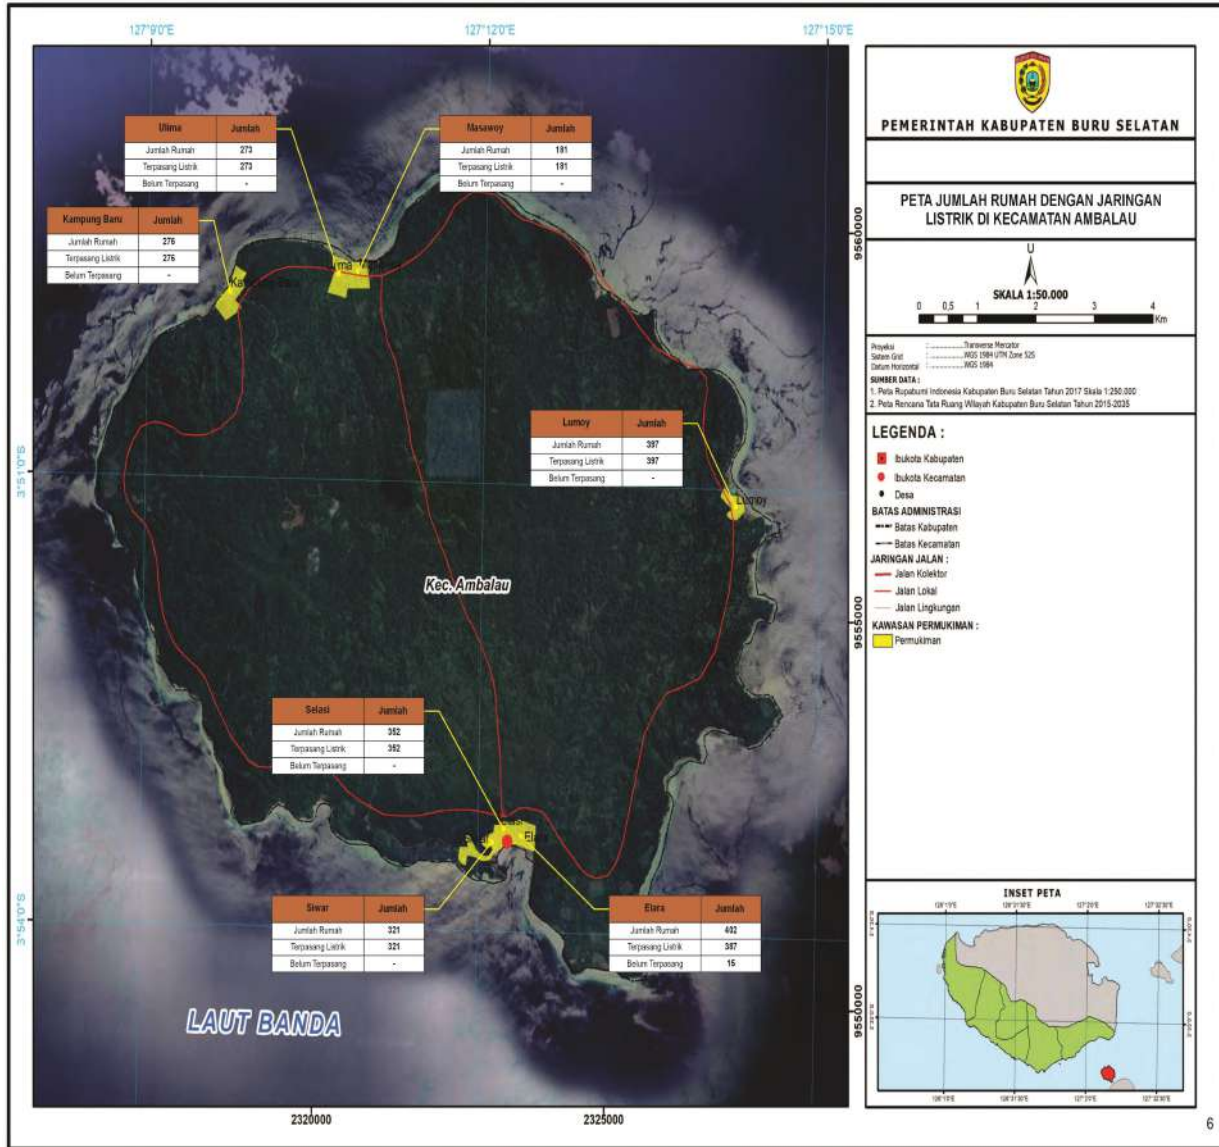 127°9'0"E
127°12'0"E
127°15'0"E
Ulima Jumlah
Jumlah Rumah 273
Terpasang Listrik 273
Belum Terpasang -
Masawoy Jumlah
Jumlah Rumah 181
Terpasang Listrik 181
Belum Terpasang -
Kampung Baru Jumlah
Jumlah Rumah 276
Terpasang Listrik 276
Belum Terpasang -
Lumoy Jumlah
Jumlah Rumah 397
Terpasang Listrik 397
Belum Terpasang -
Lumoy
3°51'0"S
Kec. Ambalau
Selasi Jumlah
Jumlah Rumah 352
Terpasang Listrik 352
Belum Terpasang -
Siwar Jumlah
Jumlah Rumah 321
Terpasang Listrik 321
Belum Terpasang -
Elara Jumlah
Jumlah Rumah 402
Terpasang Listrik 387
Belum Terpasang 15
3°54'0"S
LAUT BANDA
2320000
2325000
9560000
9555000
9550000
PEMERINTAH KABUPATEN BURU SELATAN
PETA JUMLAH RUMAH DENGAN JARINGAN
LISTRIK DI KECAMATAN AMBALAU
U
SKALA 1:50.000
0 0,5 1 2 3 4
Km
Proyeksi : ................Transverse Mercator
Sistem Grid : ................WGS 1984 UTM Zone 52S
Datum Horizontal : ................WGS 1984
SUMBER DATA :
1. Peta Rupabumi Indonesia Kabupaten Buru Selatan Tahun 2017 Skala 1:250.000
2. Peta Rencana Tata Ruang Wilayah Kabupaten Buru Selatan Tahun 2015-2035
LEGENDA :
Ibukota Kabupaten
Ibukota Kecamatan
Desa
BATAS ADMINISTRASI
Batas Kabupaten
Batas Kecamatan
JARINGAN JALAN :
Jalan Kolektor
Jalan Lokal
Jalan Lingkungan
KAWASAN PERMUKIMAN :
Permukiman
INSET PETA
6